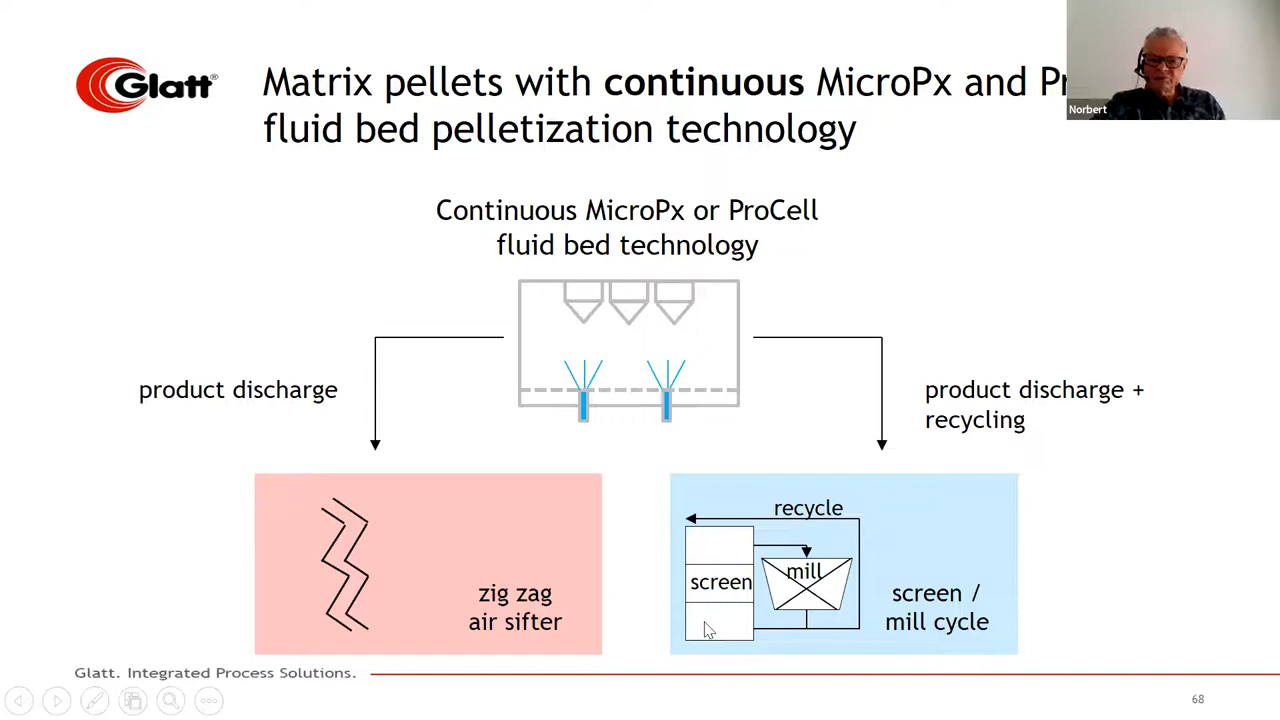 Glatt®
Matrix pellets with continuous MicroPx and
fluid bed pelletization technology
Norbert
Continuous MicroPx or ProCell
fluid bed technology
product discharge
product discharge +
recycling
recycle
screen
mill
zig zag
air sifter
screen /
mill cycle
Glatt. Integrated Process Solutions.
68